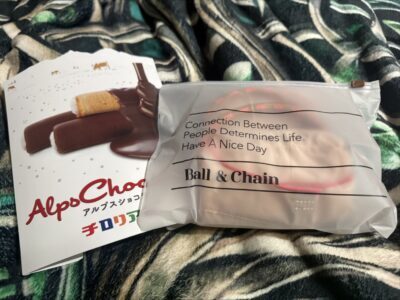 AlpsChoc
アルプスショコ
チロリア
Connection Between
People Determines Life.
Have A Nice Day
Ball & Chain